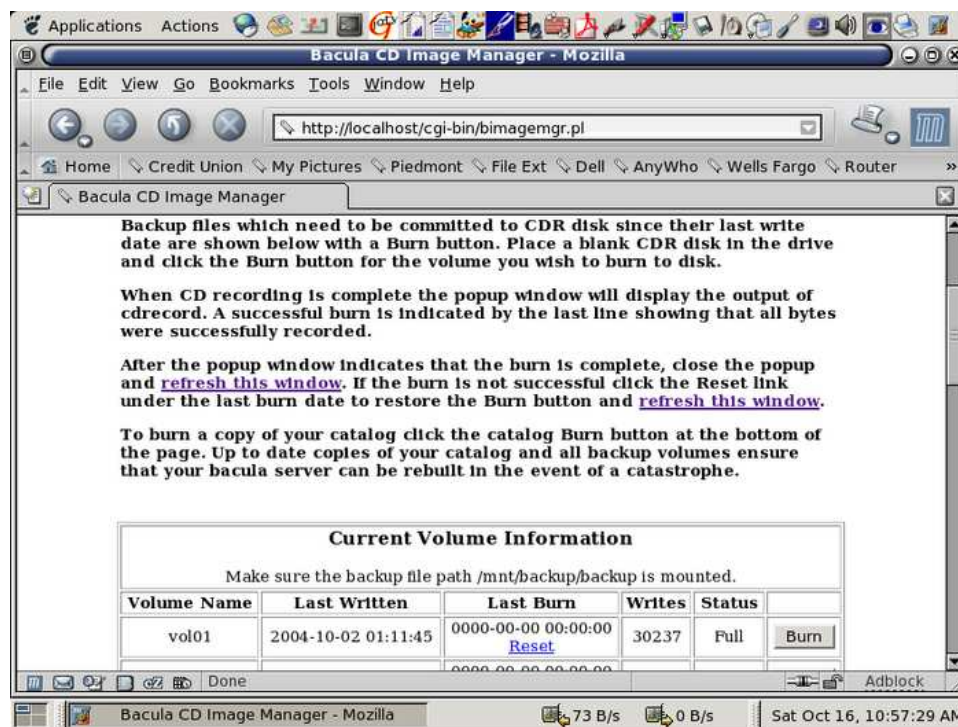 Applications Actions
Bacula CD Image Manager - Mozilla
File Edit View Go Bookmarks Tools Window Help
http://localhost/cgi-bin/bimagemgr.pl
Home Credit Union My Pictures Piedmont File Ext Dell AnyWho Wells Fargo Router »
Bacula CD Image Manager
Backup files which need to be committed to CDR disk since their last write
date are shown below with a Burn button. Place a blank CDR disk in the drive
and click the Burn button for the volume you wish to burn to disk.
When CD recording is complete the popup window will display the output of
cdrecord. A successful burn is indicated by the last line showing that all bytes
were successfully recorded.
After the popup window indicates that the burn is complete, close the popup
and refresh this window. If the burn is not successful click the Reset link
under the last burn date to restore the Burn button and refresh this window.
To burn a copy of your catalog click the catalog Burn button at the bottom of
the page. Up to date copies of your catalog and all backup volumes ensure
that your bacula server can be rebuilt in the event of a catastrophe.
Current Volume Information
Make sure the backup file path /mnt/backup/backup is mounted.
Volume Name Last Written Last Burn Writes Status
vol01 2004-10-02 01:11:45 0000-00-00 00:00:00 30237 Full Burn
Reset
0000-00-00 00:00:00
Done Adblock
Bacula CD Image Manager - Mozilla 73 B/s 0 B/s Sat Oct 16, 10:57:29 AM